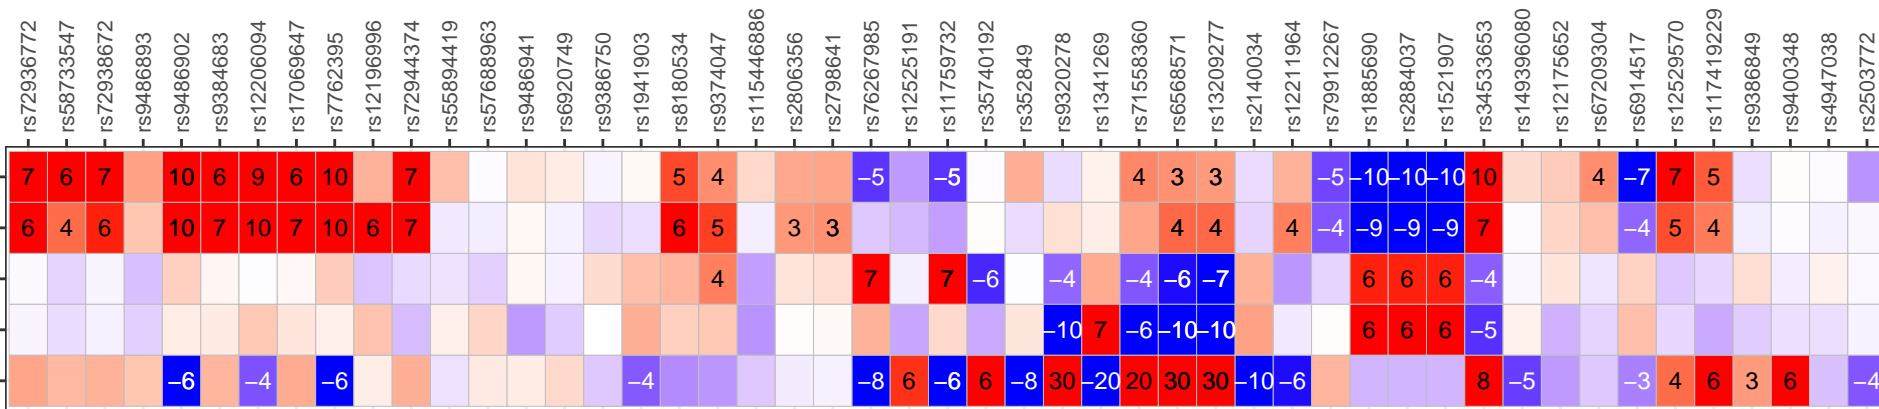 rs72936772
rs58733547
rs72938672
rs9486893
rs9486902
rs9384683
rs12206094
rs17069647
rs7762395
rs12196996
rs72944374
rs55894419
rs57688963
rs9486941
rs6920749
rs9386750
rs1941903
rs8180534
rs9374047
rs115446886
rs28063356
rs2798641
rs76267985
rs12525191
rs117759732
rs35740192
rs352849
rs9320278
rs1341269
rs71558360
rs6568571
rs13209277
rs2140034
rs12211964
rs79912267
rs1885690
rs2884037
rs1521907
rs34533653
rs149396080
rs12175652
rs67209304
rs6914517
rs12529570
rs117419229
rs9386849
rs9400348
rs4947038
rs2503772
7 6 7 10 6 9 6 10 7 5 4 −5 −5 4 3 3 −5 −10 −10 −10 10 4 −7 7 5
6 4 6 10 7 10 7 10 6 7 6 5 3 3 4 4 4 −4 −9 −9 −9 7 −4 5 4
4 7 7 −6 −4 −4 −6 −7 6 6 6 −4
−10 7 −6 −10 −10 6 6 6 −5
−6 −4 −6 −4 −8 6 −6 6 −8 30 −20 20 30 30 −10 −6 8 −5 −3 4 6 3 6 −4